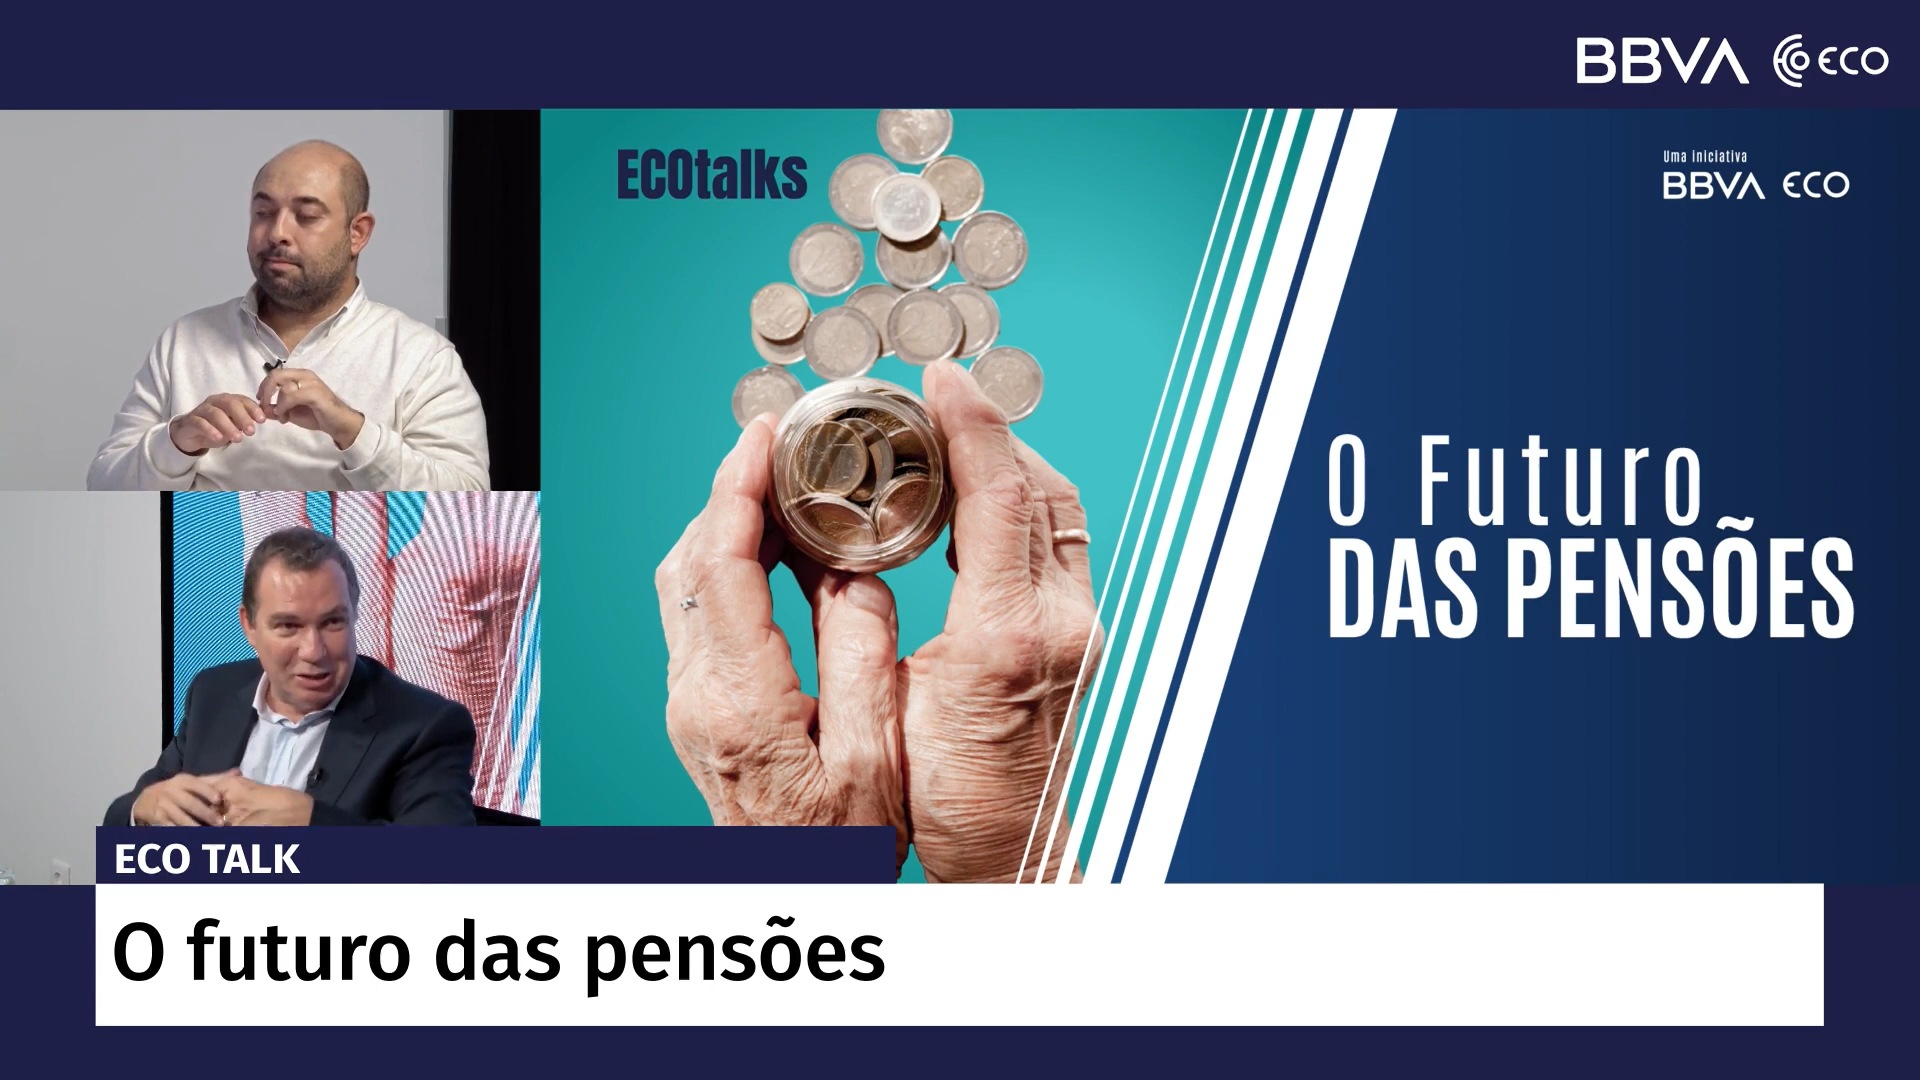 BBVA eco
ECOtalks
Uma iniciativa
BBVA ECO
O Futuro
DAS PENSÕES
ECO TALK
O futuro das pensões